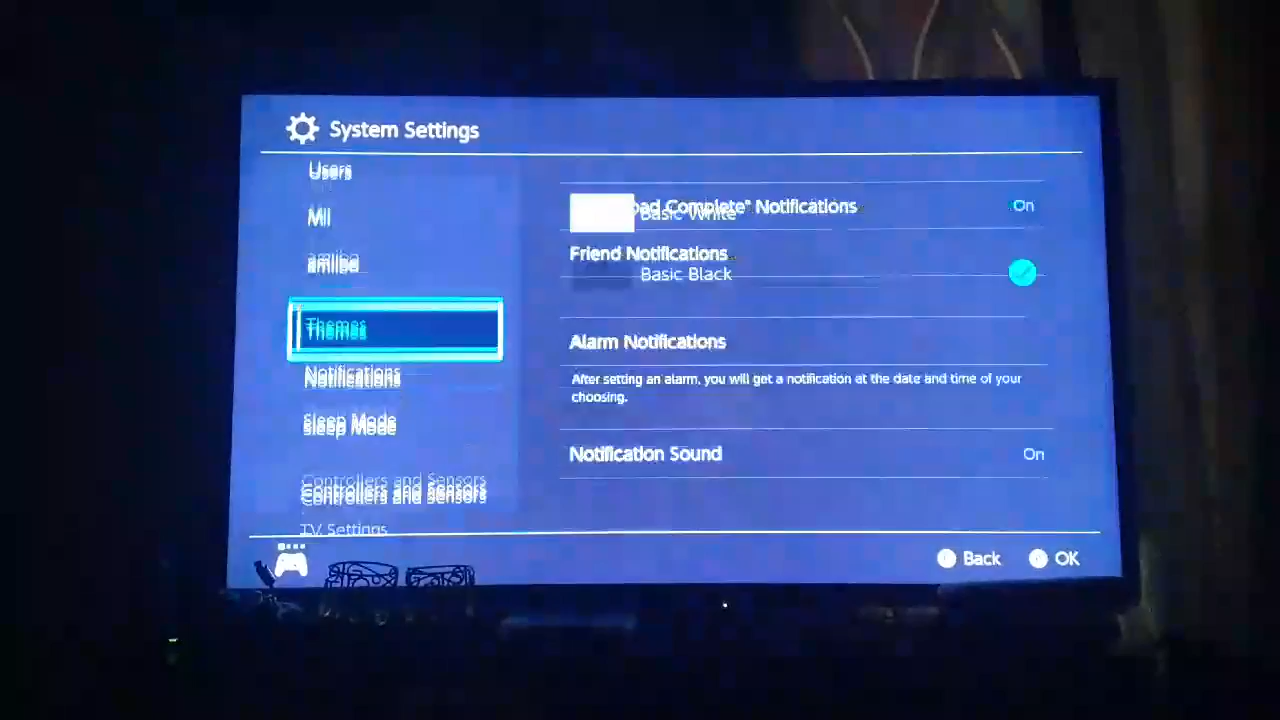 System Settings
Users
Mii
amiibo
Themes
Notifications
Sleep Mode
Controllers and Sensors
TV Settings
Complete" Notifications On
Basic White
Friend Notifications
Basic Black
Alarm Notifications
After setting an alarm, you will get a notification at the date and time of your
choosing.
Notification Sound On
Back OK